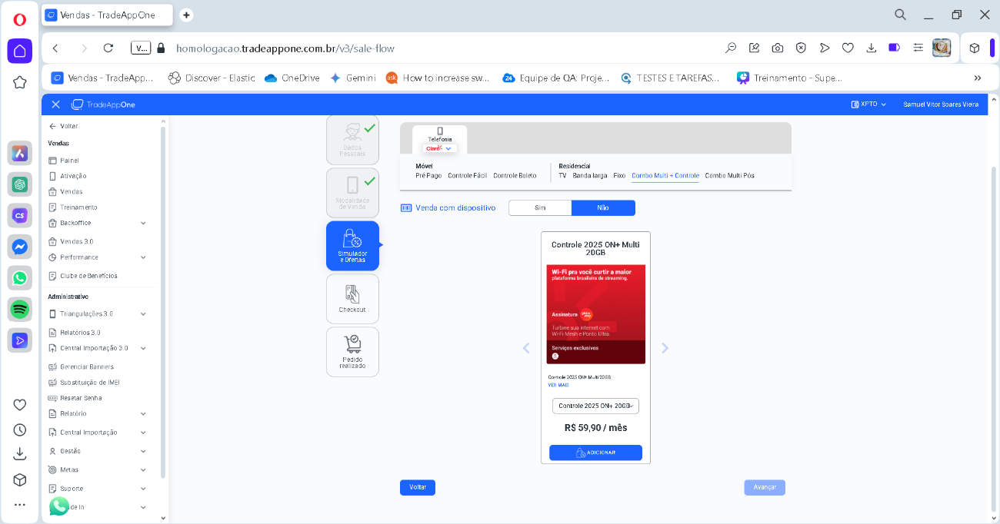 Vendas - TradeAppOne
V...
homologacao.tradeappone.com.br/v3/sale-flow
Vendas - TradeApp...
Discover - Elastic
OneDrive
Gemini
ask
How to increase sw...
24
Equipe de QA: Proje...
TESTES E TAREFAS...
Treinamento - Supe...
TradeAppOne
XPTO
Samuel Vitor Soares Vieira
Voltar
Vendas
Painel
Ativação
Vendas
Treinamento
Backoffice
Vendas 3.0
Performance
Clube de Benefícios
Administrativo
Triangulações 3.0
Relatórios 3.0
Central Importação 3.0
Gerenciar Banners
Substituição de IMEI
Resetar Senha
Relatório
Central Importação
Gestão
Metas
Suporte
de In
CS
Dados
Pessoais
Modalidade
de Venda
Simulador
e Ofertas
Checkout
Pedido
realizado
Telefonia
Claro
Móvel
Pré Pago
Controle Fácil
Controle Boleto
Residencial
TV
Banda larga
Fixo
Combo Multi + Controle
Combo Multi Pós
Venda com dispositivo
Sim
Não
Controle 2025 ON+ Multi
20GB
Wi-Fi pra você curtir a maior
plataforma brasileira de streaming.
Assinatura
Turbine sua internet com
Wi-Fi Mesh e Ponto Ultra.
Serviços exclusivos
Controle 2025 ON+ Multi 20GB
VER MAIS
Controle 2025 ON+ 20GB
R$ 59,90 / mês
ADICIONAR
Voltar
Avançar